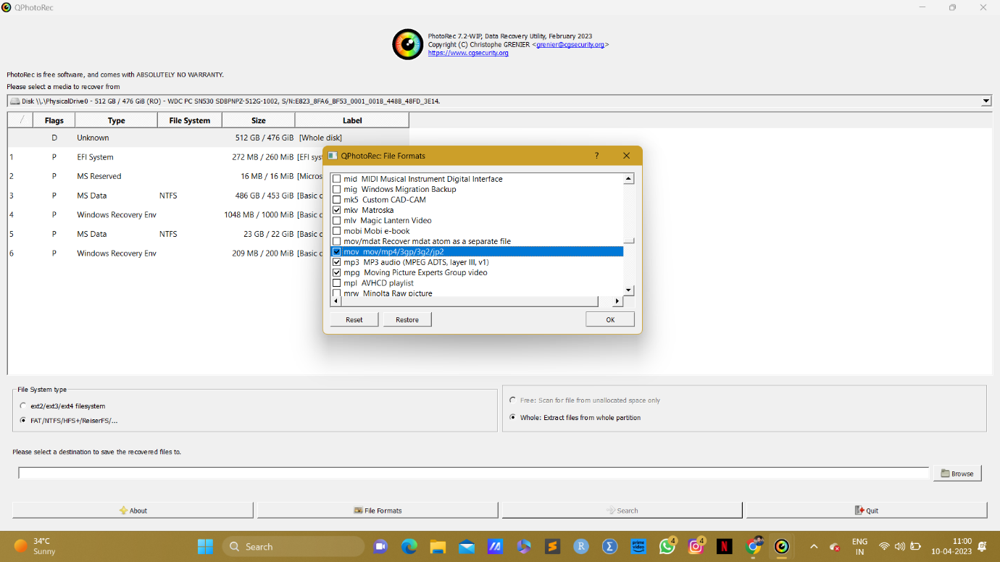 QPhotoRec
PhotoRec 7.2-WIP, Data Recovery Utility, February 2023
Copyright (C) Christophe GRENIER <grenier@cgsecurity.org>
https://www.cgsecurity.org
PhotoRec is free software, and comes with ABSOLUTELY NO WARRANTY.
Please select a media to recover from
Disk \\.\PhysicalDrive0 - 512 GB / 476 GiB (RO) - WDC PC SN530 SDBPNPZ-512G-1002, S/N:E823_8FA6_BF53_0001_001B_448B_48FD_3E14.
/ Flags Type File System Size Label
D Unknown 512 GB / 476 GiB [Whole disk]
1 P EFI System 272 MB / 260 MiB [EFI syst
2 P MS Reserved 16 MB / 16 MiB [Micros
3 P MS Data NTFS 486 GB / 453 GiB [Basic d
4 P Windows Recovery Env 1048 MB / 1000 MiB [Basic d
5 P MS Data NTFS 23 GB / 22 GiB [Basic d
6 P Windows Recovery Env 209 MB / 200 MiB [Basic d
QPhotoRec: File Formats ?
mid MIDI Musical Instrument Digital Interface
mig Windows Migration Backup
mk5 Custom CAD-CAM
mkv Matroska
mlv Magic Lantern Video
mobi Mobi e-book
mov/mdat Recover mdat atom as a separate file
mov mov/mp4/3gp/3g2/jp2
mp3 MP3 audio (MPEG ADTS, layer III, v1)
mpg Moving Picture Experts Group video
mpl AVHCD playlist
mrw Minolta Raw picture
Reset Restore OK
File System type
ext2/ext3/ext4 filesystem
FAT/NTFS/HFS+/ReiserFS/...
Free: Scan for file from unallocated space only
Whole: Extract files from whole partition
Please select a destination to save the recovered files to.
Browse
About File Formats Search Quit
34°C
Sunny
Search
R
Σ
prime video
4
4
N
ENG
IN
11:00
10-04-2023